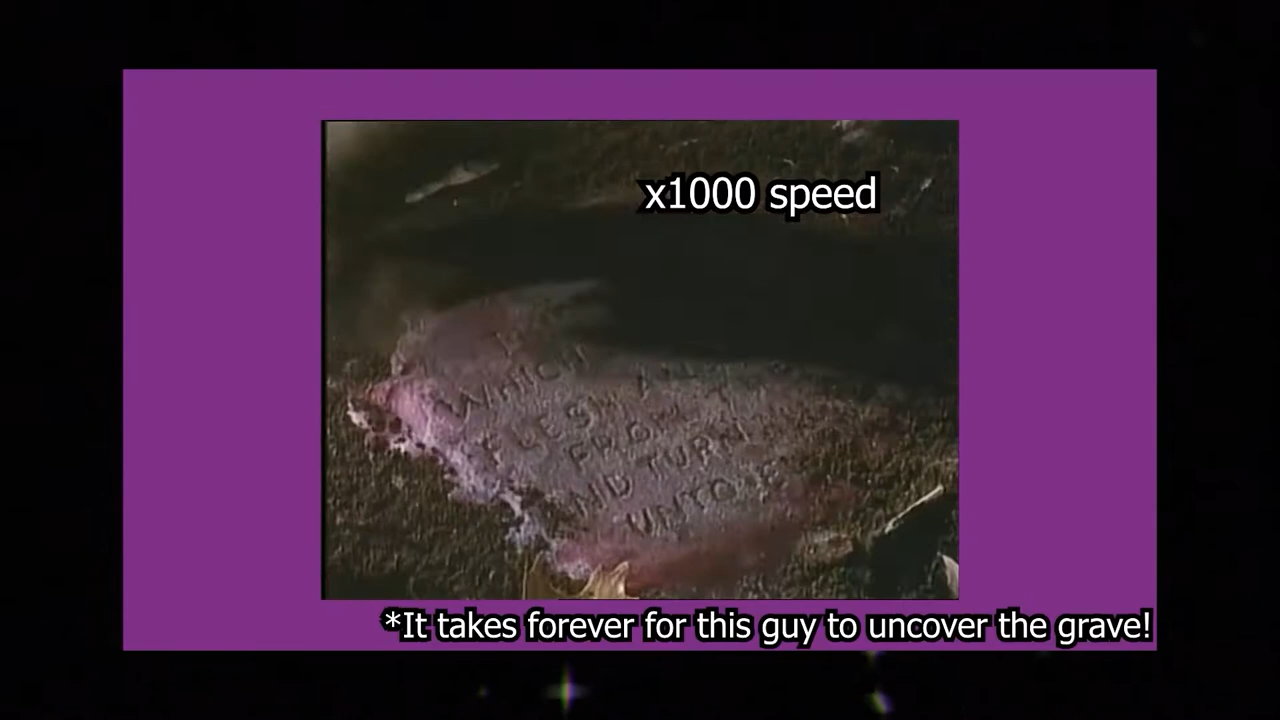 x1000 speed
WHICH
FLESH
FROM
AND TURN
UNTO
*It takes forever for this guy to uncover the grave!